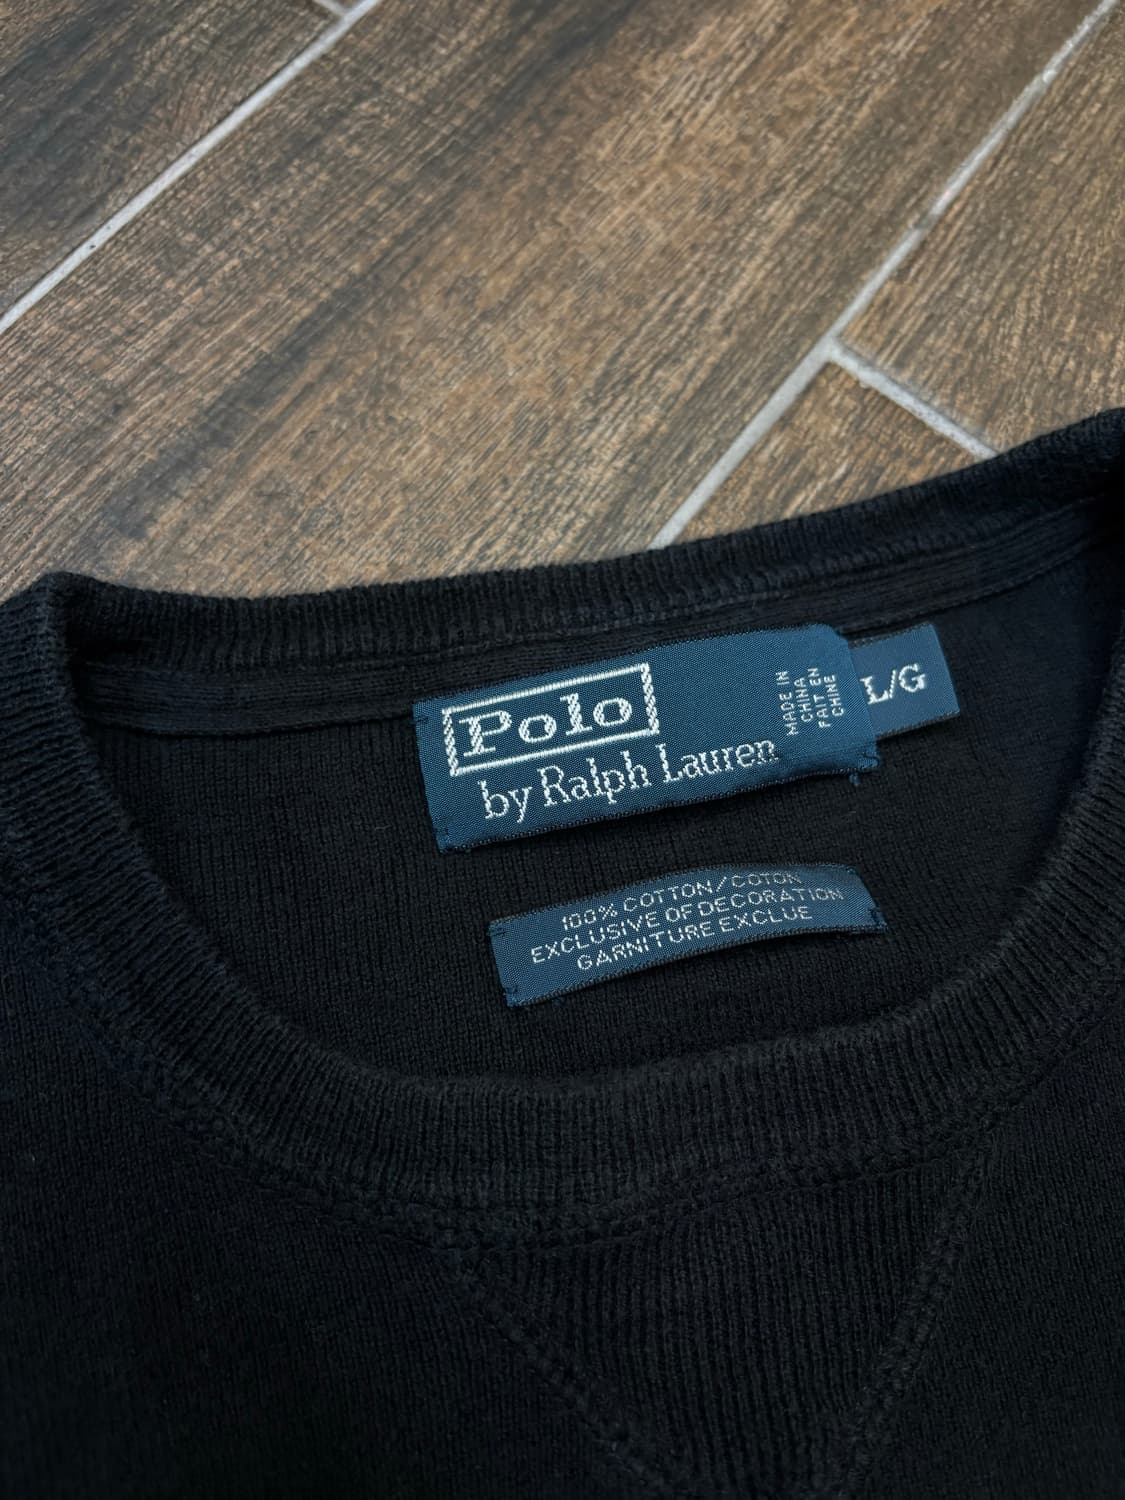 Polo
by Ralph Lauren
MADE IN
CHINA
FAIT EN
CHINE
L/G
100% COTTON/COTON
EXCLUSIVE OF DECORATION
GARNITURE EXCLUE